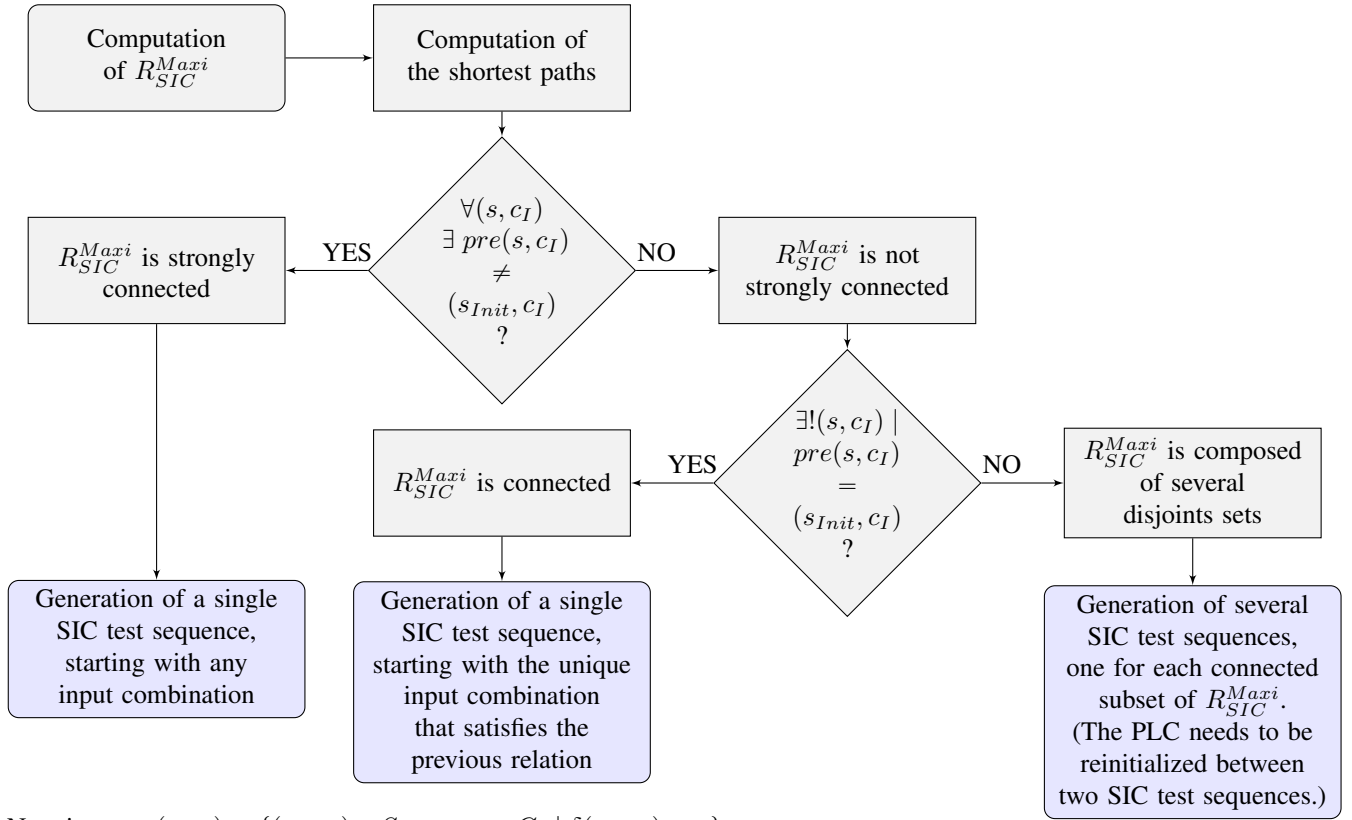 Computation
of R_{SIC}^{Maxi}
Computation of
the shortest paths
∀(s, c_I)
∃ pre(s, c_I)
≠
(s_{Init}, c_I)
?
YES
NO
R_{SIC}^{Maxi} is strongly
connected
R_{SIC}^{Maxi} is not
strongly connected
∃!(s, c_I) |
pre(s, c_I)
=
(s_{Init}, c_I)
?
YES
NO
R_{SIC}^{Maxi} is connected
R_{SIC}^{Maxi} is composed
of several
disjoints sets
Generation of a single
SIC test sequence,
starting with any
input combination
Generation of a single
SIC test sequence,
starting with the unique
input combination
that satisfies the
previous relation
Generation of several
SIC test sequences,
one for each connected
subset of R_{SIC}^{Maxi}.
(The PLC needs to be
reinitialized between
two SIC test sequences.)